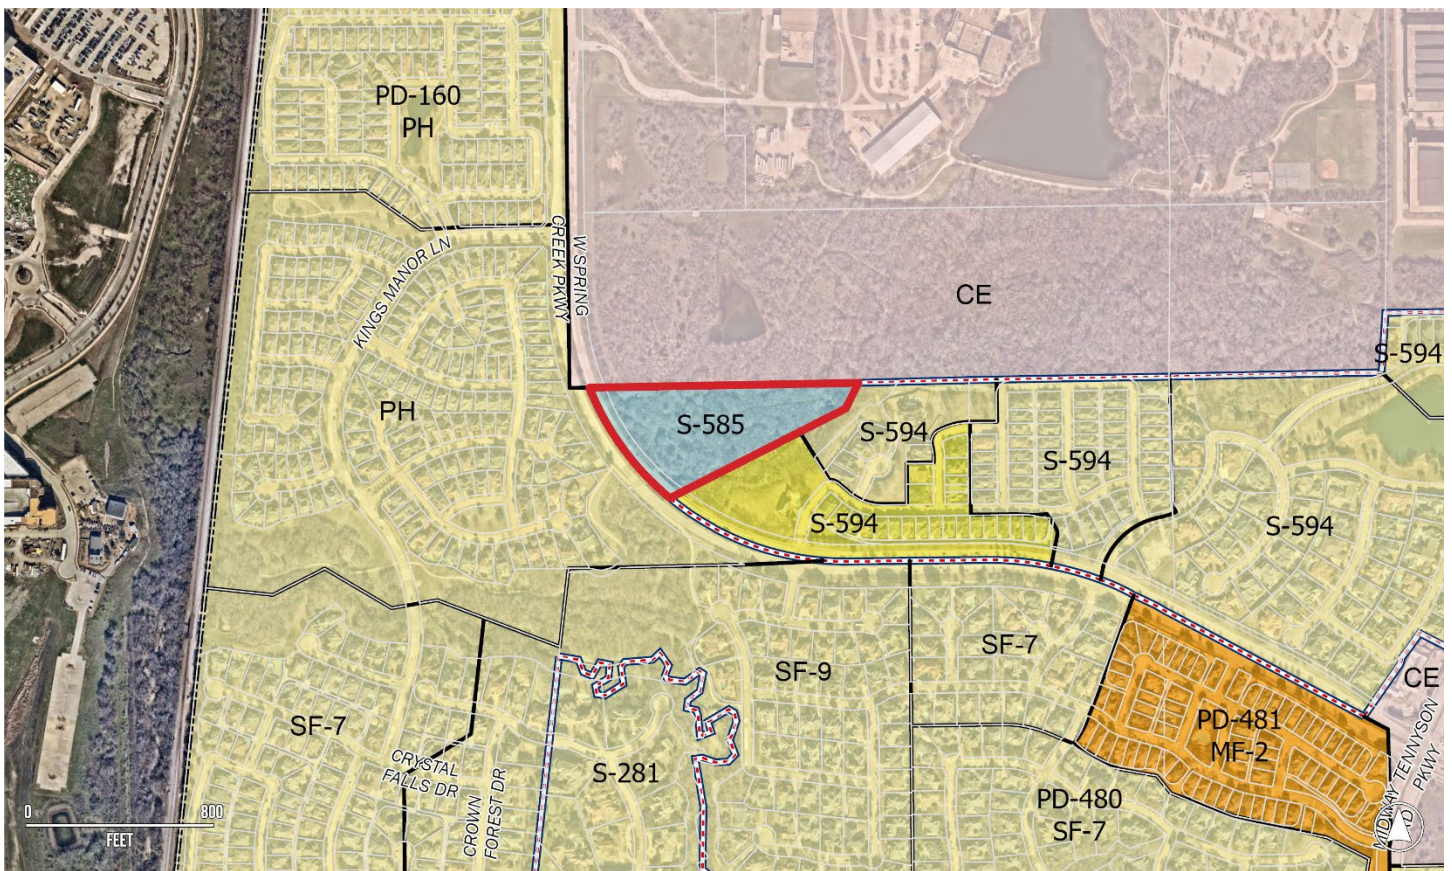 PD-160
PH
W SPRING
CREEK PKWY
KINGS MANOR LN
CE
S-594
PH
S-585
S-594
S-594
S-594
S-594
SF-7
SF-9
CE
SF-7
PD-481
MF-2
S-281
CRYSTAL
FALLS DR
CROWN
FOREST DR
PD-480
SF-7
MIDWAY
RD
TENNYSON
PKWY
0
800
FEET